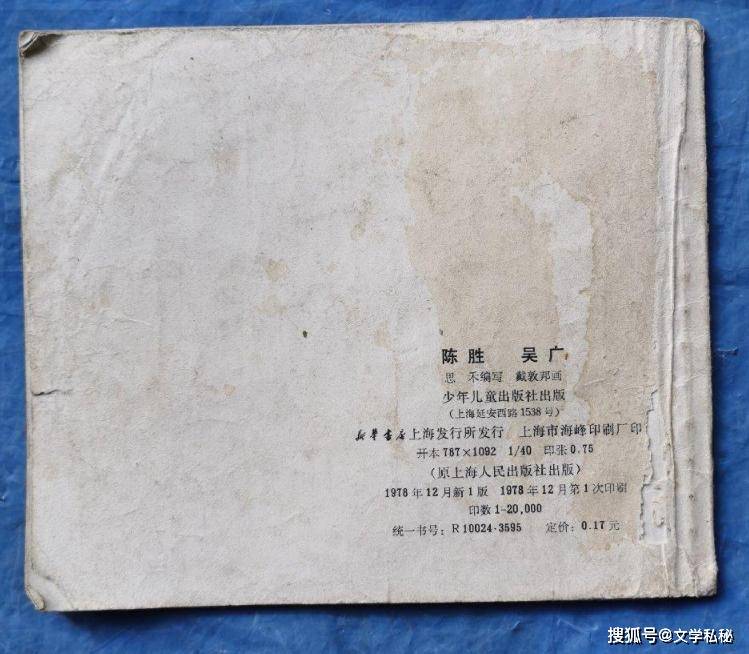 陈胜 吴广
思禾编写 戴敦邦画
少年儿童出版社出版
(上海延安西路1538号)
新华书店上海发行所发行 上海市海峰印刷厂印
开本787×1092 1/40 印张0.75
(原上海人民出版社出版)
1978年12月新1版 1978年12月第1次印刷
印数1-20,000
统一书号:R10024·3595 定价:0.17元
搜狐号@文学私秘